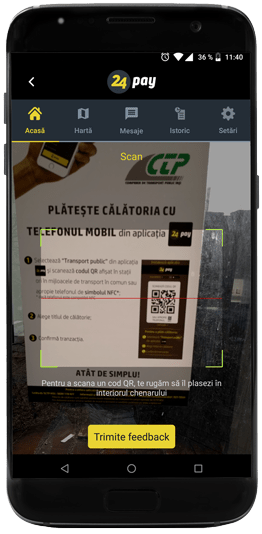 36 % 11:40
24 pay
Acasă Hartă Mesaje Istoric Setări
Scan
CTP
PLĂTEȘTE CĂLĂTORIA CU
TELEFONUL MOBIL din aplicația 24 pay
1 Selectează "Transport public" din aplicația
pay și scanează codul QR afișat în stații
sau în mijloacele de transport în comun sau
apropie telefonul de simbolul NFC*.
2 Alege titlul de călătorie;
3 Confirmă tranzacția.
ATÂT DE SIMPLU!
Pentru a scana un cod QR, te rugăm să îl plasezi în
interiorul chenarului
Trimite feedback